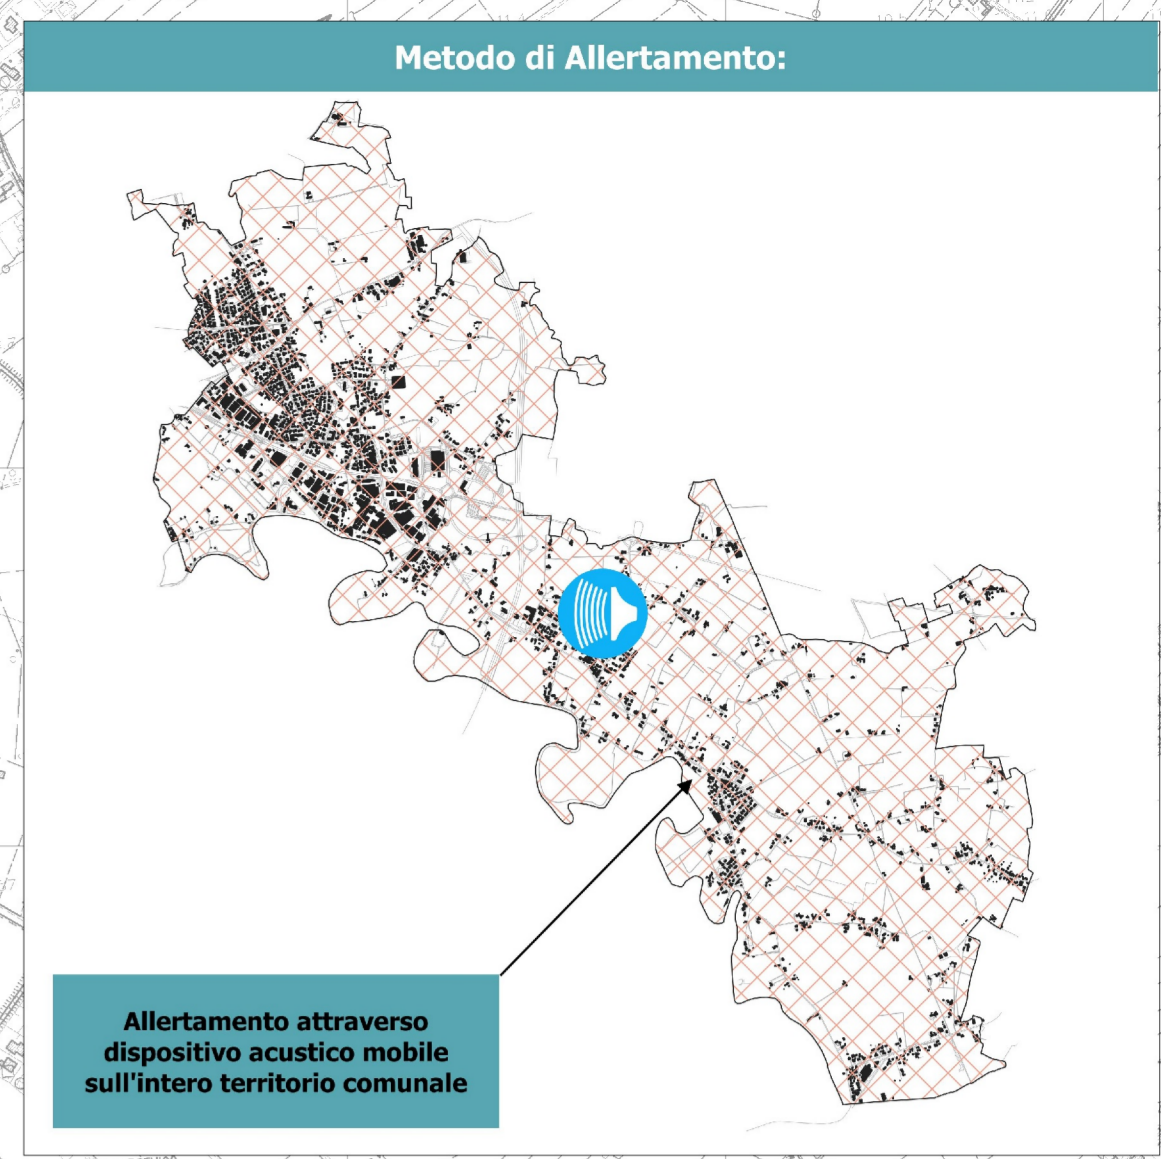 Metodo di Allertamento:
Allertamento attraverso
dispositivo acustico mobile
sull'intero territorio comunale